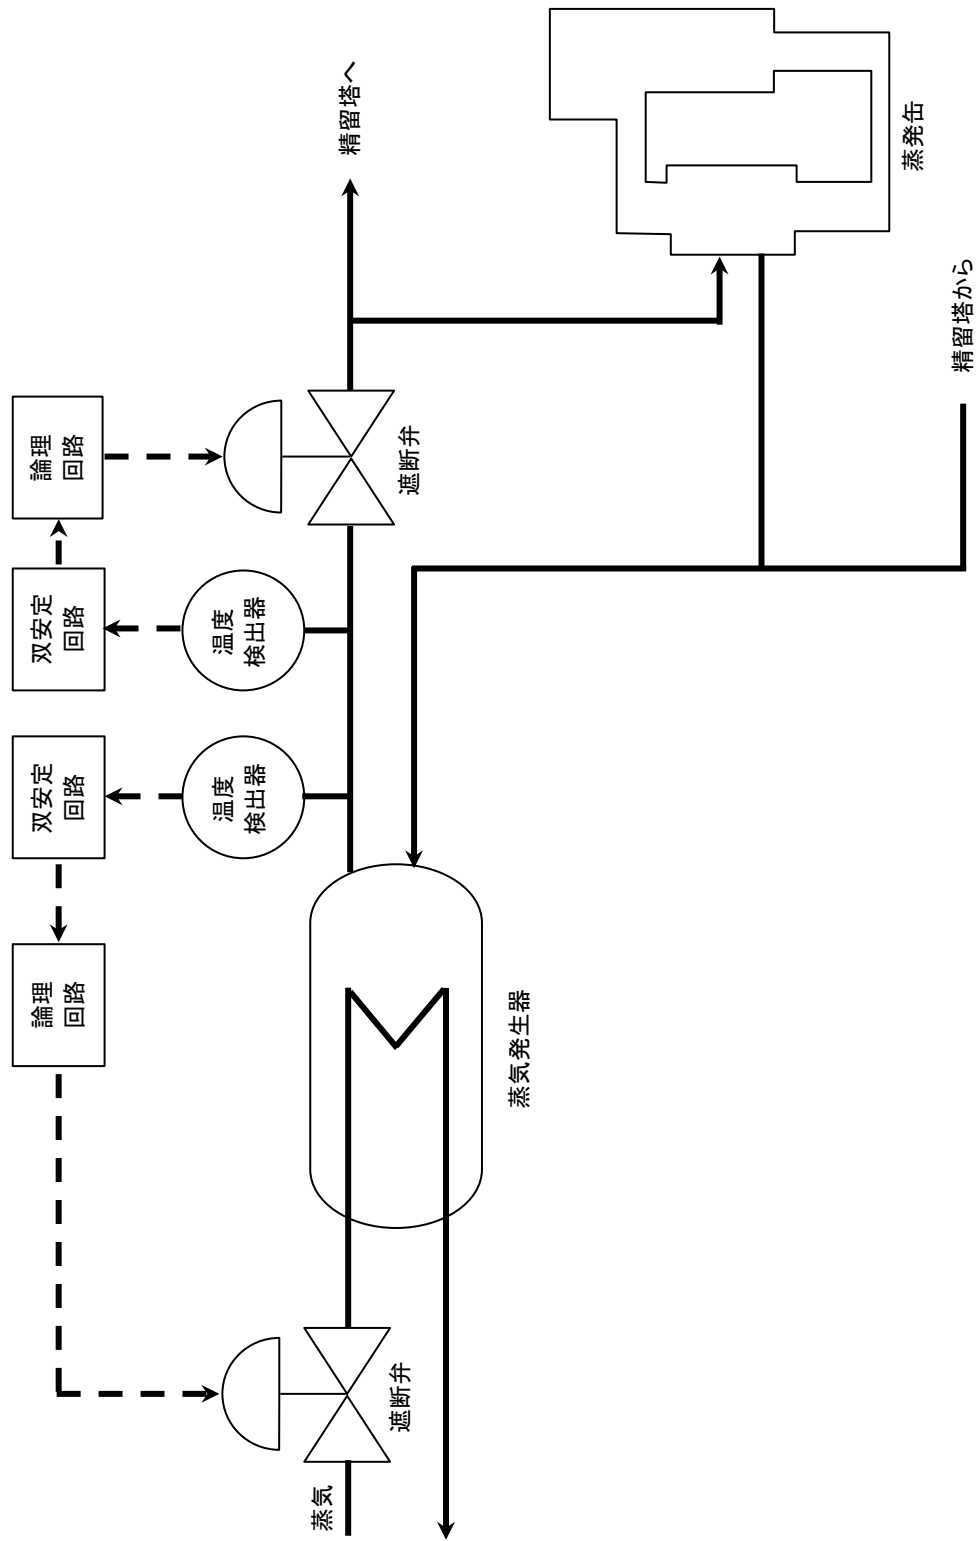 論理
回路
双安定
回路
双安定
回路
論理
回路
温度
検出器
温度
検出器
遮断弁
遮断弁
蒸気
蒸気発生器
精留塔へ
蒸発缶
精留塔から